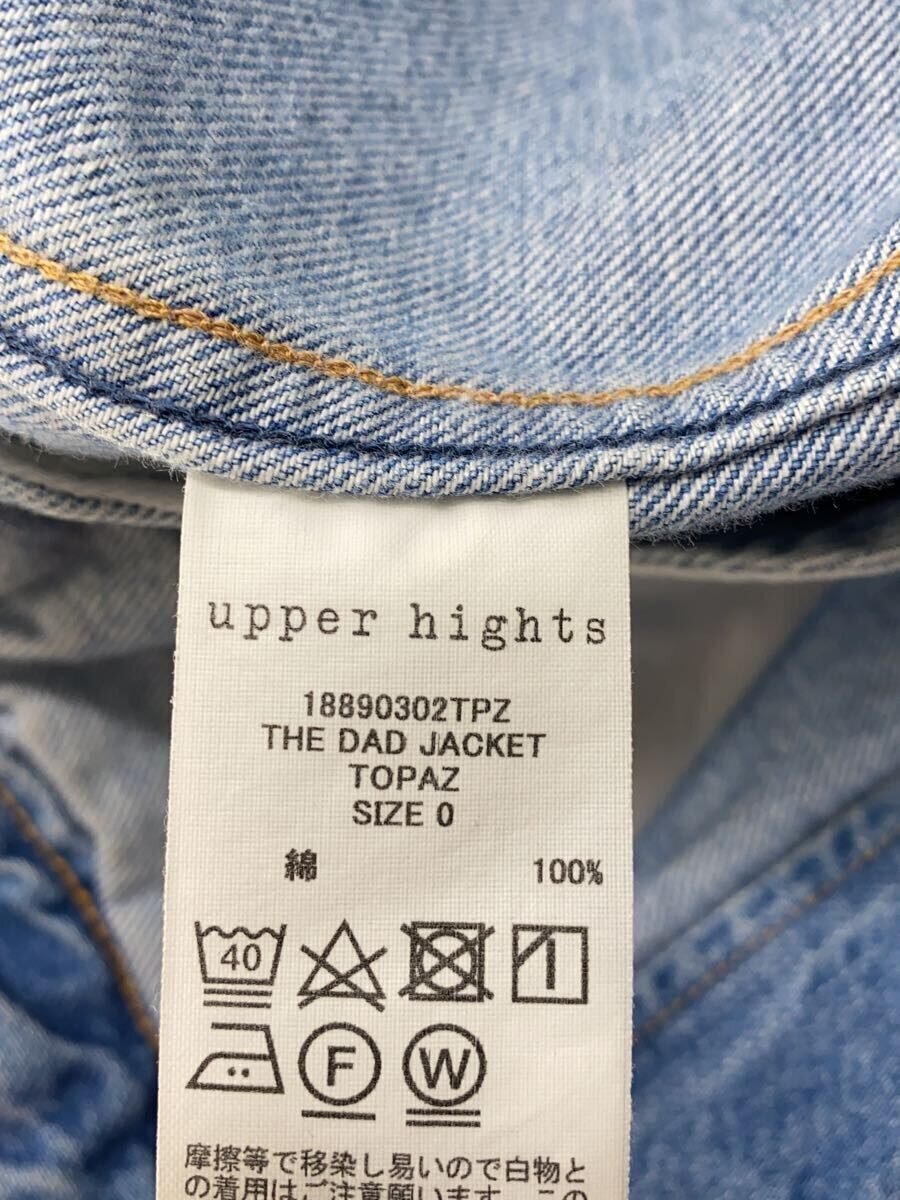 upper hights
18890302TPZ
THE DAD JACKET
TOPAZ
SIZE 0
綿 100%
40
F W
摩擦等で移染し易いので白物と
の着用はご注意願います。この